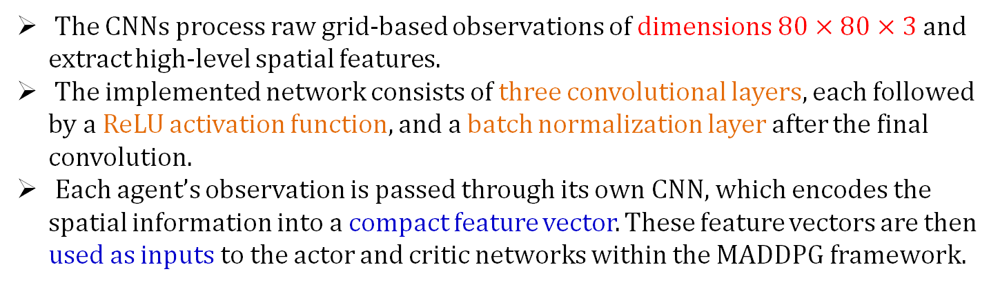 ➢ The CNNs process raw grid-based observations of dimensions 80 × 80 × 3 and
extract high-level spatial features.
➢ The implemented network consists of three convolutional layers, each followed
by a ReLU activation function, and a batch normalization layer after the final
convolution.
➢ Each agent’s observation is passed through its own CNN, which encodes the
spatial information into a compact feature vector. These feature vectors are then
used as inputs to the actor and critic networks within the MADDPG framework.